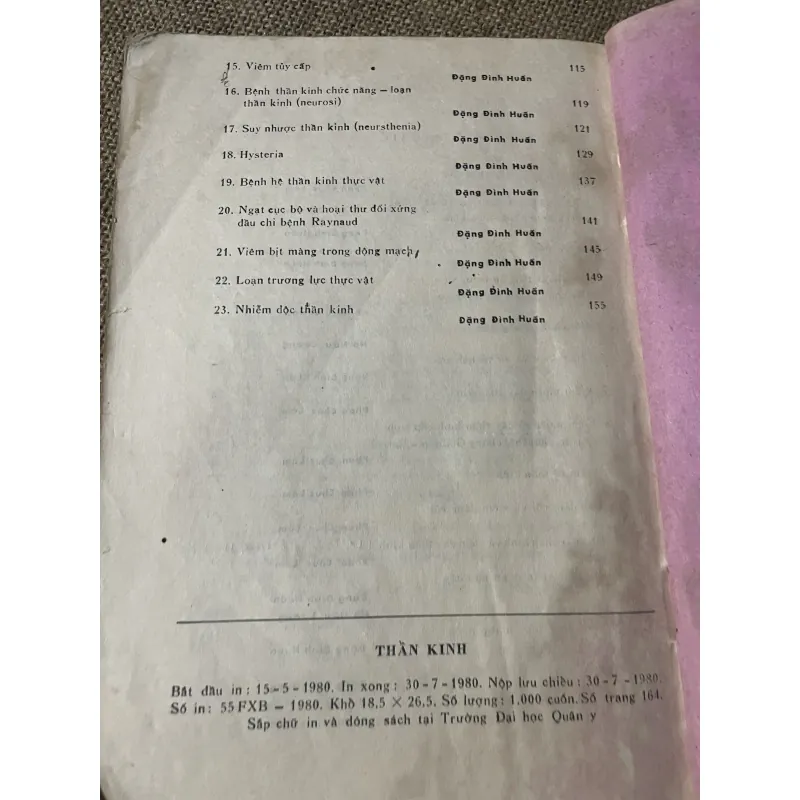 15. Viêm tủy cấp 115
Đặng Đình Huấn
16. Bệnh thần kinh chức năng – loạn
thần kinh (neurosi) 119
Đặng Đình Huấn
17. Suy nhược thần kinh (neursthenia) 121
Đặng Đình Huấn
18. Hysteria 129
Đặng Đình Huấn
19. Bệnh hệ thần kinh thực vật 137
Đặng Đình Huấn
20. Ngạt cục bộ và hoại thư đối xứng
đầu chi bệnh Raynaud 141
Đặng Đình Huấn
21. Viêm bịt màng trong động mạch 145
Đặng Đình Huấn
22. Loạn trương lực thực vật 149
Đặng Đình Huấn
23. Nhiễm độc thần kinh 155
Đặng Đình Huấn
THẦN KINH
Bắt đầu in : 15-5-1980. In xong : 30-7-1980. Nộp lưu chiểu : 30-7-1980.
Số in : 55 FXB – 1980. Khổ 18,5 × 26,5. Số lượng : 1.000 cuốn. Số trang 164.
Sắp chữ in và đóng sách tại Trường Đại học Quân y